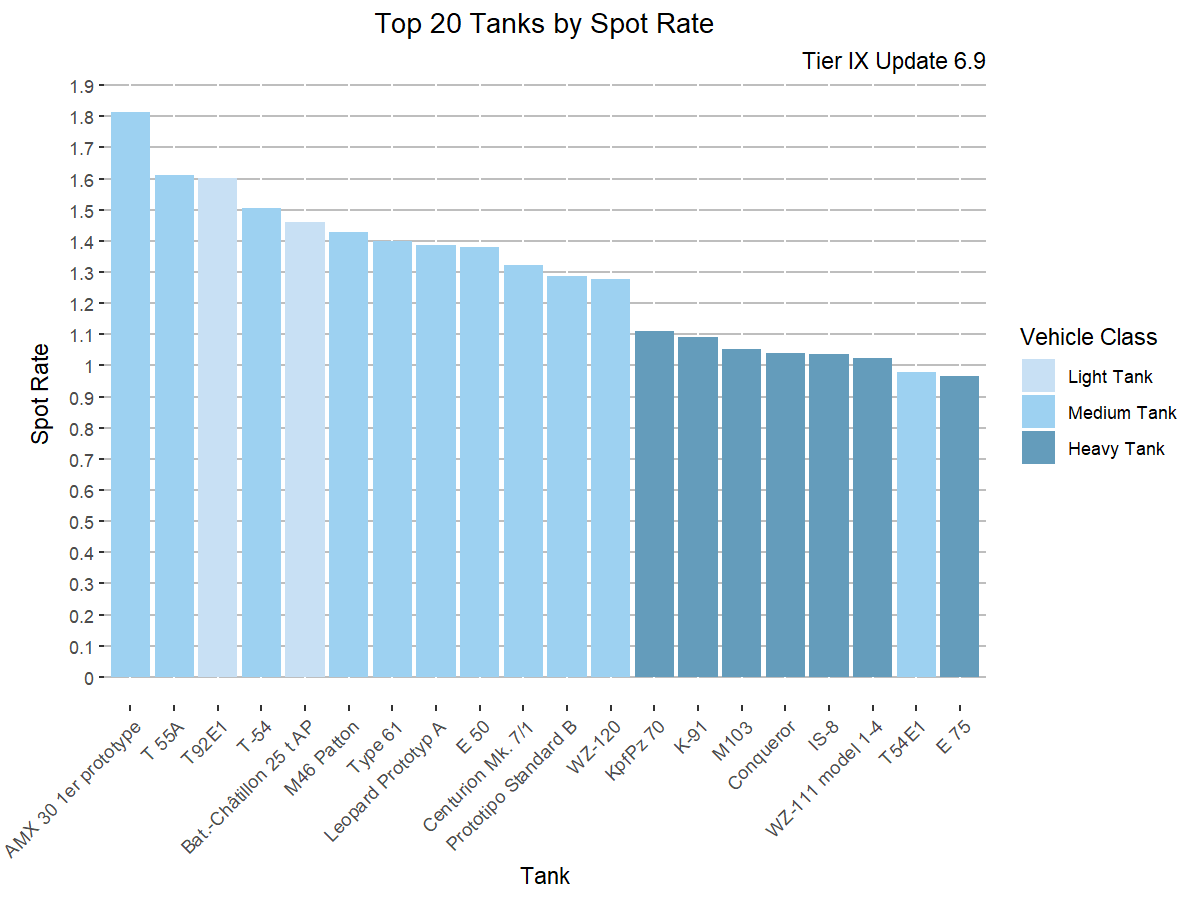 Top 20 Tanks by Spot Rate
Tier IX Update 6.9
1.9
1.8
1.7
1.6
1.5
1.4
1.3
1.2
1.1
1
0.9
0.8
0.7
0.6
0.5
0.4
0.3
0.2
0.1
0
Spot Rate
AMX 30 1er prototype
T 55A
T92E1
T-54
Bat.-Châtillon 25 t AP
M46 Patton
Type 61
Leopard Prototyp A
E 50
Centurion Mk. 7/1
Prototipo Standard B
WZ-120
KpfPz 70
K-91
M103
Conqueror
IS-8
WZ-111 model 1-4
T54E1
E 75
Tank
Vehicle Class
Light Tank
Medium Tank
Heavy Tank